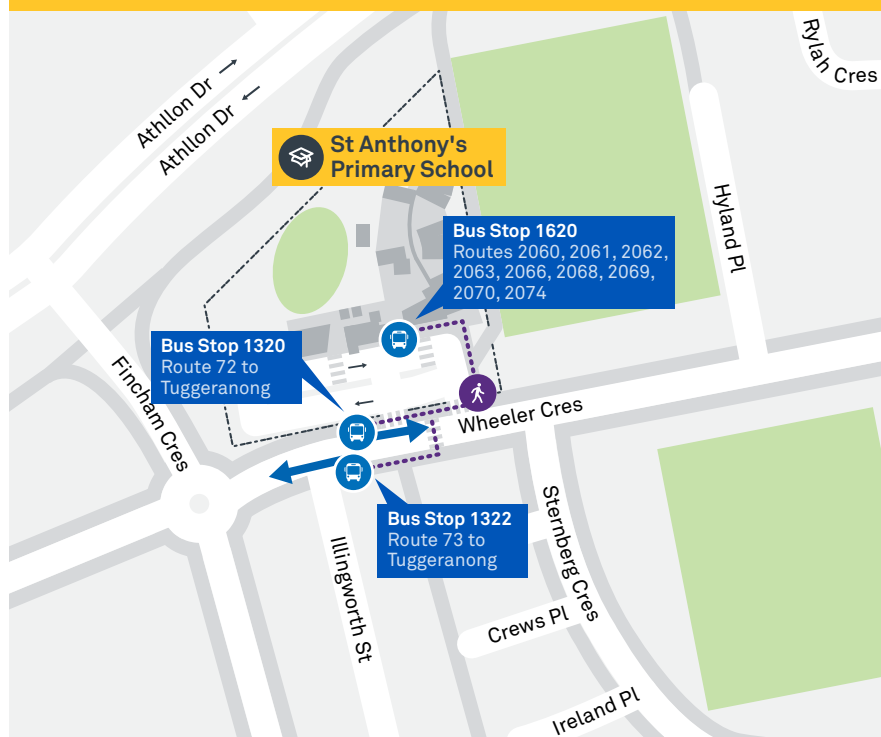 Rylah Cres
Athllon Dr
Athllon Dr
St Anthony's
Primary School
Hyland Pl
Bus Stop 1620
Routes 2060, 2061, 2062,
2063, 2066, 2068, 2069,
2070, 2074
Bus Stop 1320
Route 72 to
Tuggeranong
Fincham Cres
Wheeler Cres
Bus Stop 1322
Route 73 to
Tuggeranong
Illingworth St
Sternberg Cres
Crews Pl
Ireland Pl